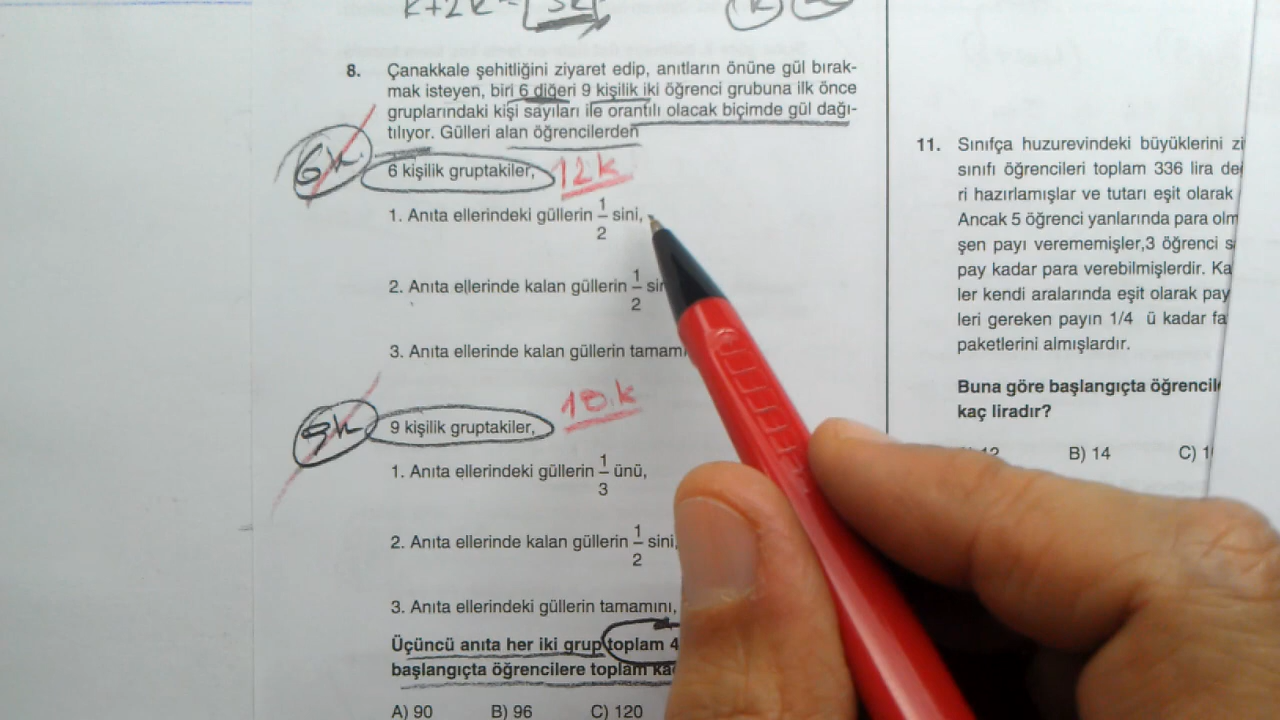 k+2k=3k
8. Çanakkale şehitliğini ziyaret edip, anıtların önüne gül bırak-
mak isteyen, biri 6 diğeri 9 kişilik iki öğrenci grubuna ilk önce
gruplarındaki kişi sayıları ile orantılı olacak biçimde gül dağı-
tılıyor. Gülleri alan öğrencilerden
6k
6 kişilik gruptakiler, 12k
1. Anıta ellerindeki güllerin 1/2 sini,
2. Anıta ellerinde kalan güllerin 1/2
3. Anıta ellerinde kalan güllerin
9k
9 kişilik gruptakiler, 18.k
1. Anıta ellerindeki güllerin 1/3 ünü,
2. Anıta ellerinde kalan güllerin 1/2 sini,
3. Anıta ellerindeki güllerin tamamını,
Üçüncü anıta her iki grup toplam 4
başlangıçta öğrencilere toplam
A) 90 B) 96 C) 120
11. Sınıfça huzurevindeki büyüklerini zi
sınıfı öğrencileri toplam 336 lira de
ri hazırlamışlar ve tutarı eşit olarak
Ancak 5 öğrenci yanlarında para olm
şen payı verememişler,3 öğrenci
pay kadar para verebilmişlerdir. Ka
ler kendi aralarında eşit olarak pay
leri gereken payın 1/4 ü kadar fa
paketlerini almışlardır.
Buna göre başlangıçta öğrencil
kaç liradır?
12 B) 14 C) 1